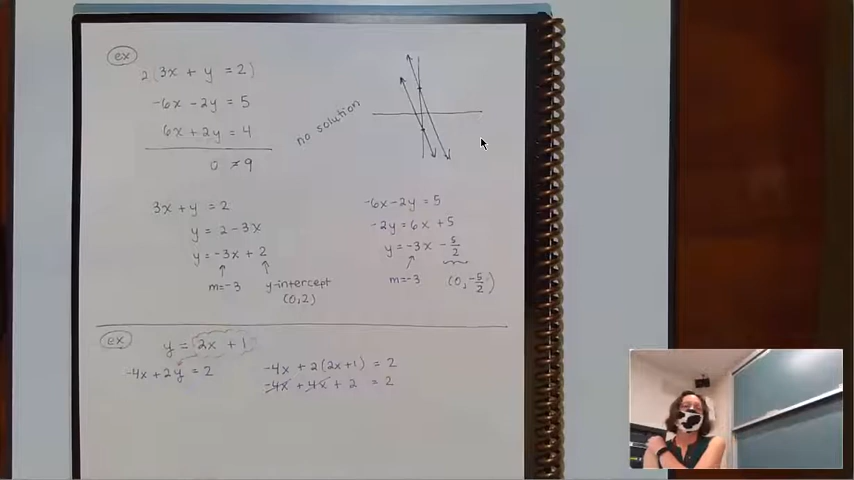 ex
2(3x + y = 2)
-6x - 2y = 5
6x + 2y = 4
0 ≠ 9
no solution
3x + y = 2
y = 2 - 3x
y = -3x + 2
m = -3 y-intercept
(0,2)
-6x - 2y = 5
-2y = 6x + 5
y = -3x - 5/2
m = -3 (0, -5/2)
ex
y = 2x + 1
-4x + 2y = 2
-4x + 2(2x+1) = 2
-4x + 4x + 2 = 2